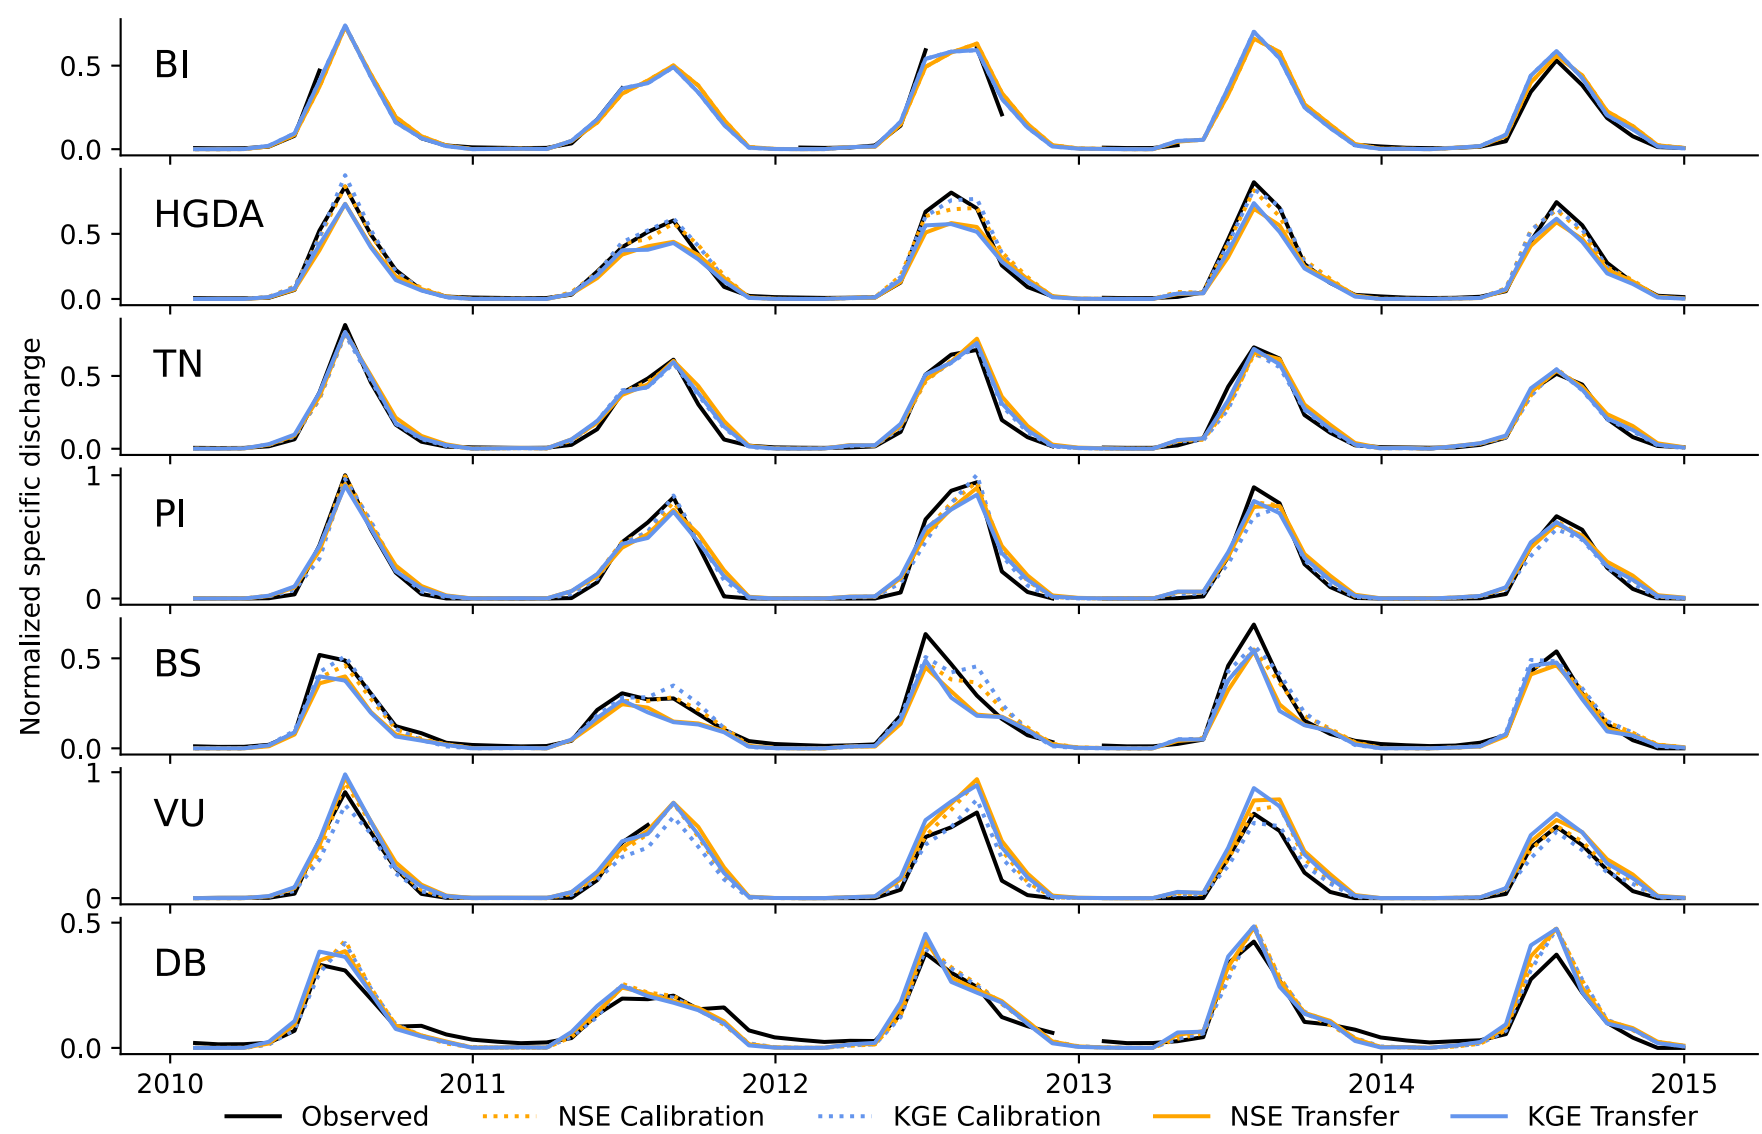 BI
0.5
0.0
HGDA
0.5
0.0
TN
0.5
0.0
Normalized specific discharge
PI
1
0
BS
0.5
0.0
VU
1
0
DB
0.5
0.0
2010 2011 2012 2013 2014 2015
Observed NSE Calibration KGE Calibration NSE Transfer KGE Transfer